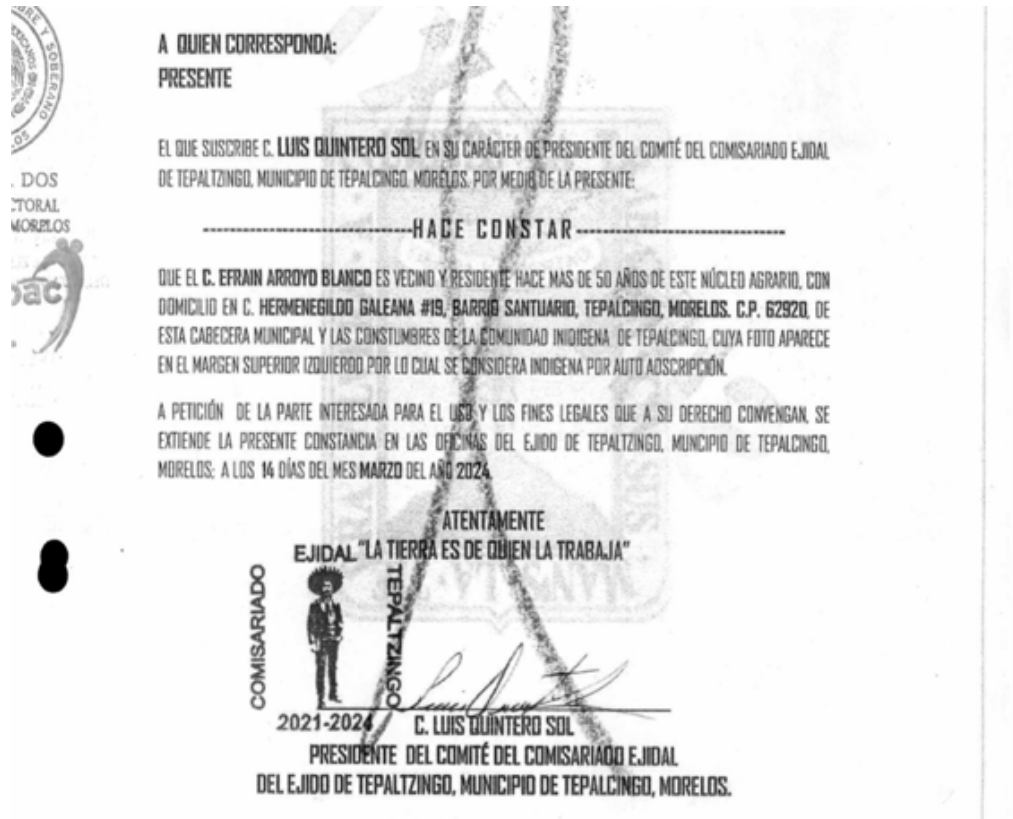 A QUIEN CORRESPONDA:
PRESENTE
EL QUE SUSCRIBE C. LUIS QUINTERO SOL, EN SU CARÁCTER DE PRESIDENTE DEL COMITÉ DEL COMISARIADO EJIDAL
DE TEPALTZINGO, MUNICIPIO DE TEPALCINGO, MORELOS. POR MEDIO DE LA PRESENTE:
------------------------------HACE CONSTAR------------------------------
QUE EL C. EFRAIN ARROYO BLANCO ES VECINO Y RESIDENTE HACE MAS DE 50 AÑOS DE ESTE NÚCLEO AGRARIO, CON
DOMICILIO EN C. HERMENEGILDO GALEANA #19, BARRIO SANTUARIO, TEPALCINGO, MORELOS. C.P. 62920, DE
ESTA CABECERA MUNICIPAL Y LAS CONSTUMBRES DE LA COMUNIDAD INDIGENA DE TEPALCINGO, CUYA FOTO APARECE
EN EL MARGEN SUPERIOR IZQUIERDO POR LO CUAL SE CONSIDERA INDIGENA POR AUTO ADSCRIPCIÓN.
A PETICIÓN DE LA PARTE INTERESADA PARA EL USO Y LOS FINES LEGALES QUE A SU DERECHO CONVENGAN, SE
EXTIENDE LA PRESENTE CONSTANCIA EN LAS OFICINAS DEL EJIDO DE TEPALTZINGO, MUNCIPIO DE TEPALCINGO,
MORELOS; A LOS 14 DÍAS DEL MES MARZO DEL AÑO 2024.
ATENTAMENTE
"LA TIERRA ES DE QUIEN LA TRABAJA"
COMISARIADO
EJIDAL
TEPALTZINGO
2021-2024
C. LUIS QUINTERO SOL
PRESIDENTE DEL COMITÉ DEL COMISARIADO EJIDAL
DEL EJIDO DE TEPALTZINGO, MUNICIPIO DE TEPALCINGO, MORELOS.
Y SOBERANO
DOS
CTORAL
MORELOS
pac